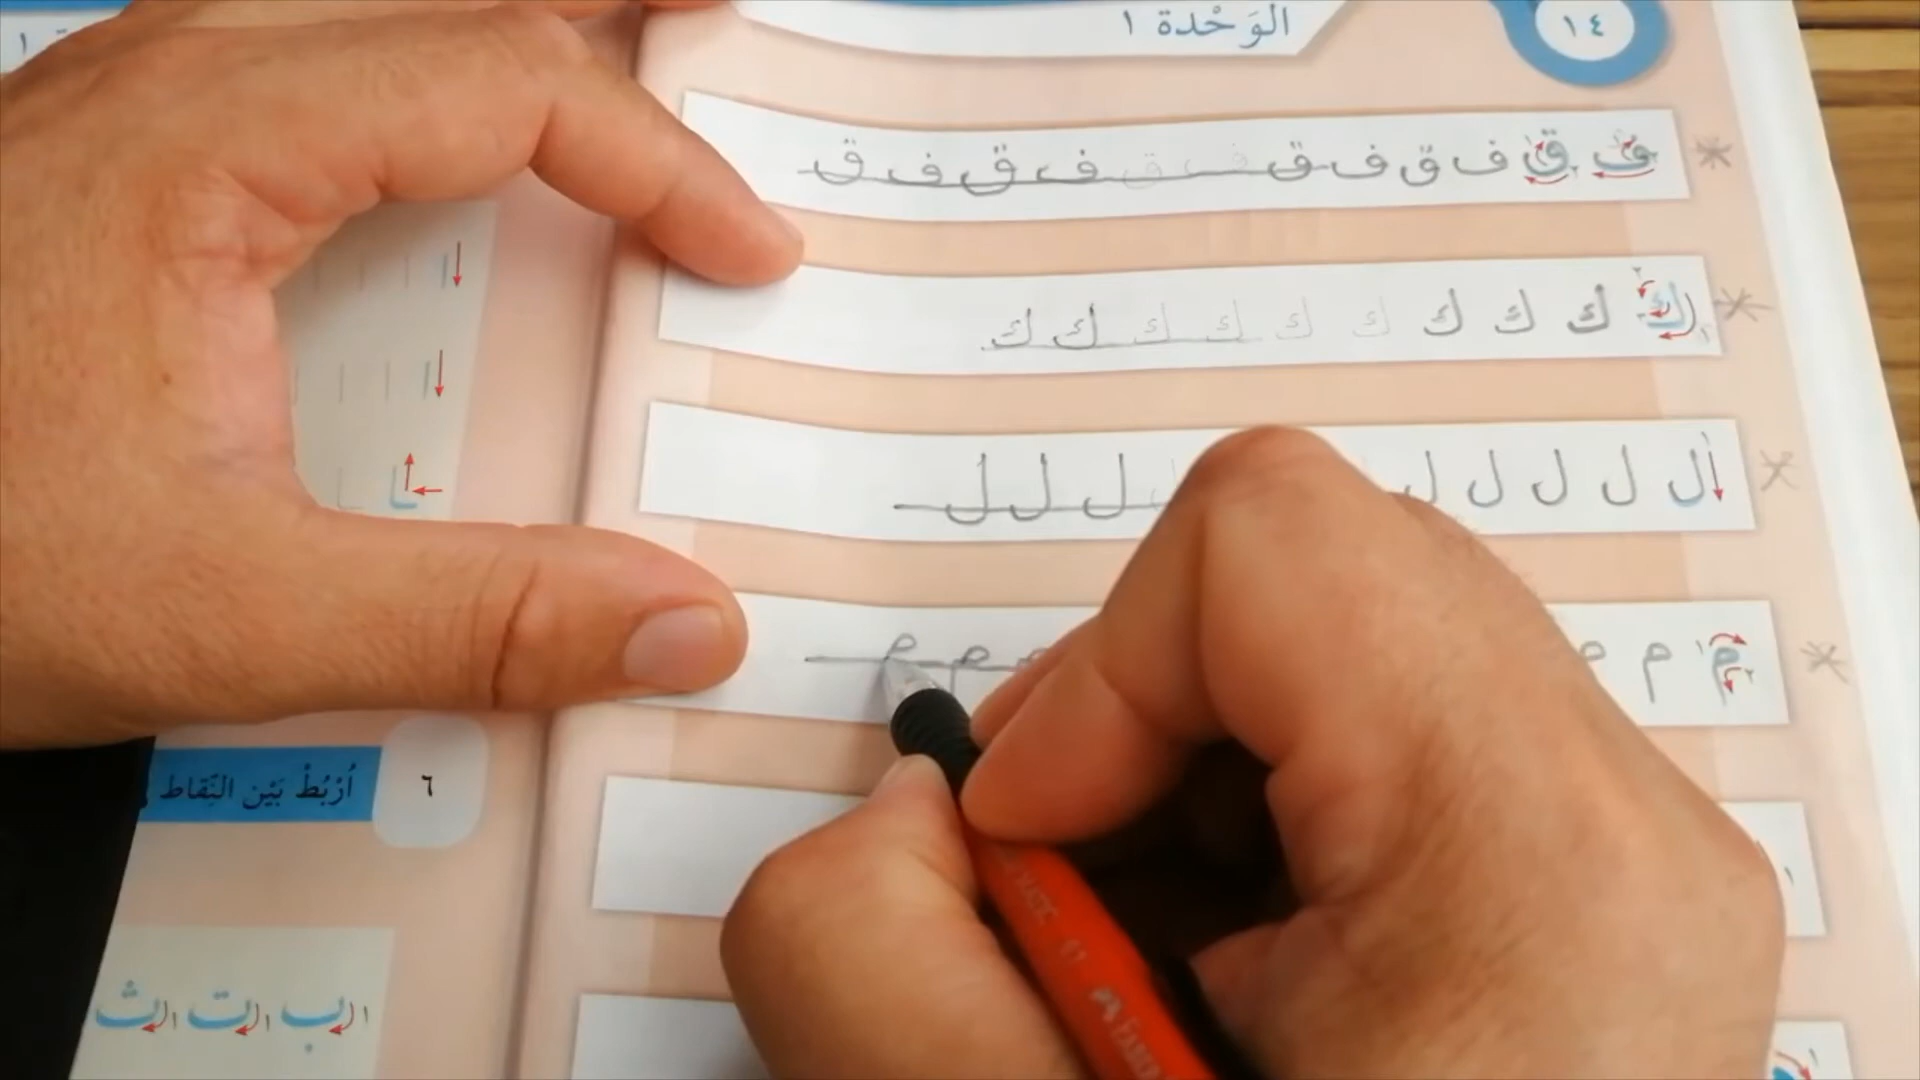 الوَحْدة ١
١٤
ف ق ف ق ف ق ف ق ف ق ف ق
ك ك ك ك ك ك ك ك ك ك
ل ل ل ل ل ل ل ل
م م م م
٦ اُرْبُطْ بَيْن النَّقاط
ب ت ث